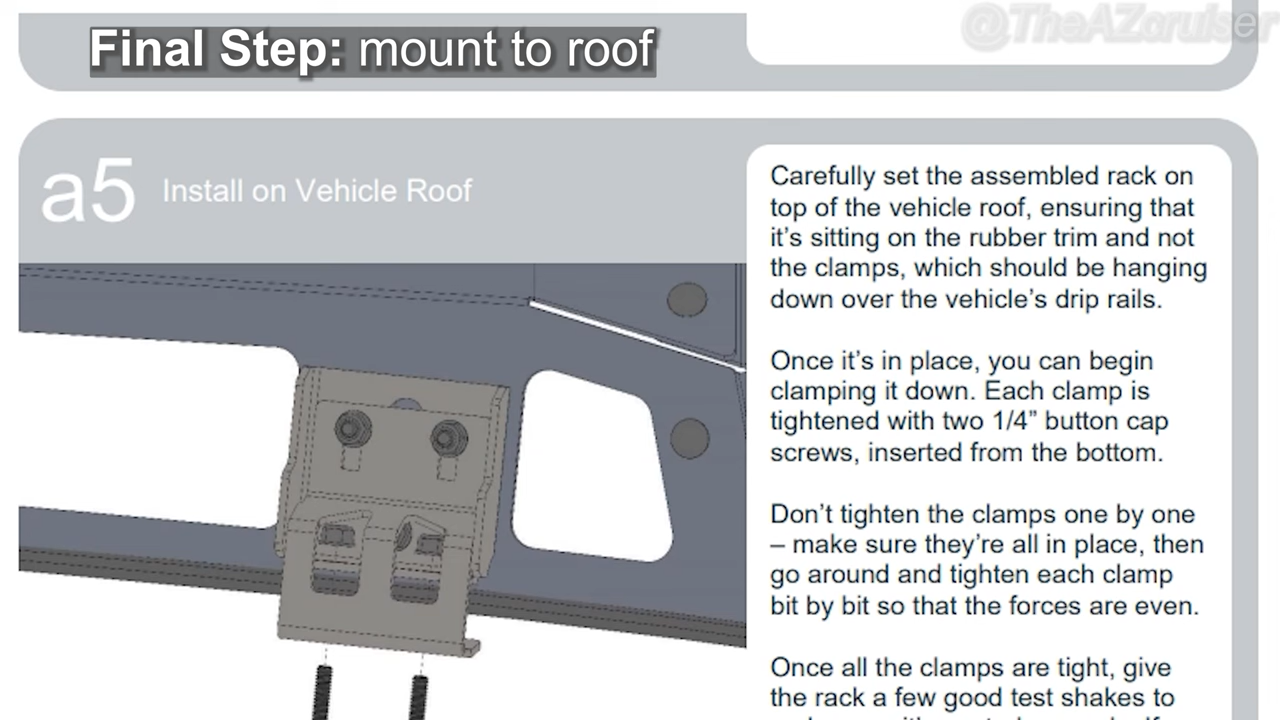 @TheAZcruiser
Final Step: mount to roof
a5 Install on Vehicle Roof
Carefully set the assembled rack on
top of the vehicle roof, ensuring that
it’s sitting on the rubber trim and not
the clamps, which should be hanging
down over the vehicle’s drip rails.
Once it’s in place, you can begin
clamping it down. Each clamp is
tightened with two 1/4” button cap
screws, inserted from the bottom.
Don’t tighten the clamps one by one
– make sure they’re all in place, then
go around and tighten each clamp
bit by bit so that the forces are even.
Once all the clamps are tight, give
the rack a few good test shakes to